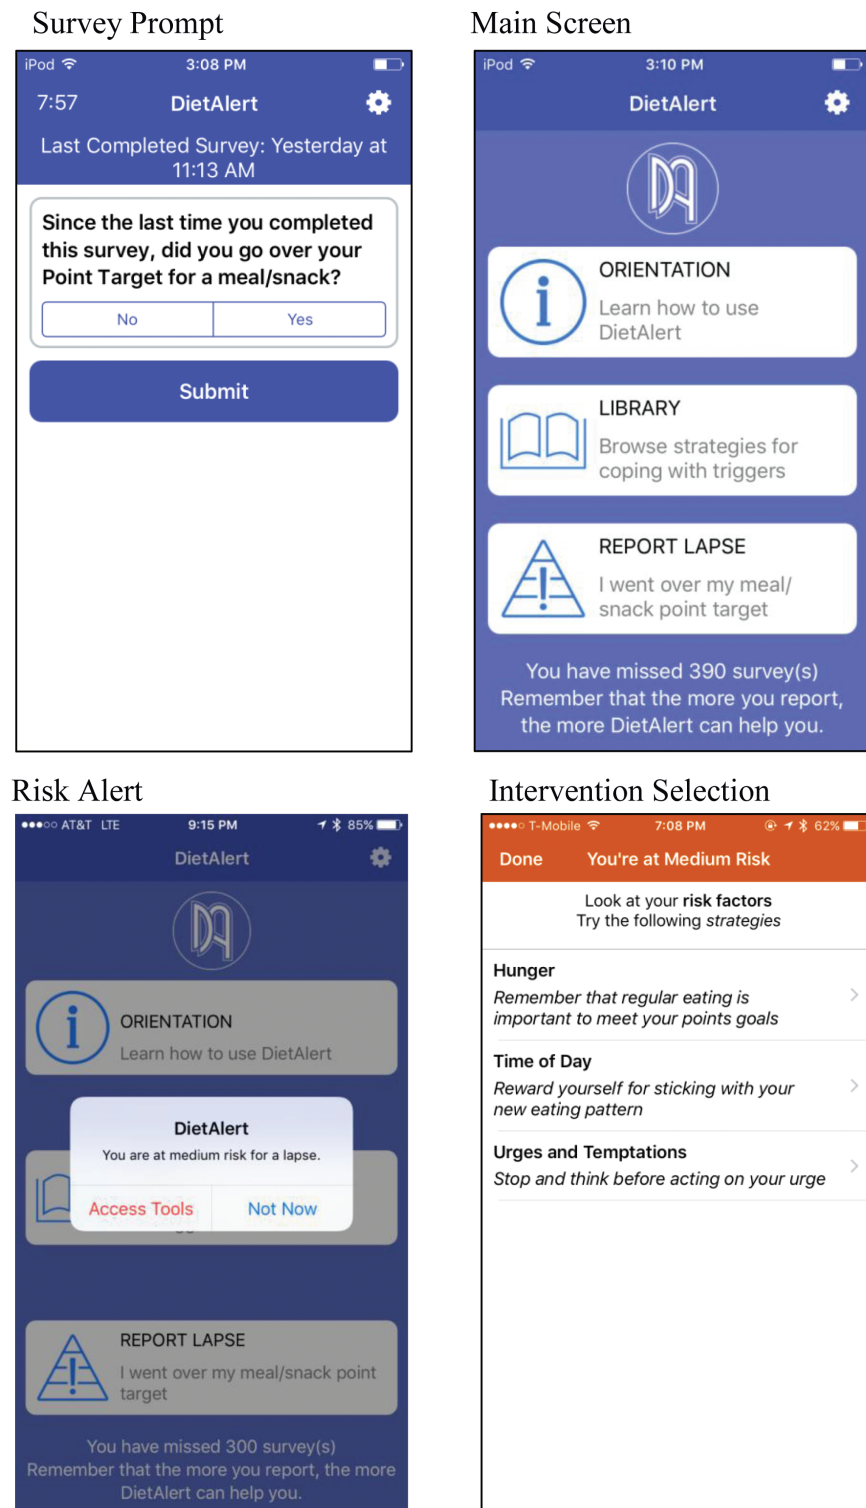 Survey Prompt
iPod 3:08 PM
7:57 DietAlert
Last Completed Survey: Yesterday at
11:13 AM
Since the last time you completed
this survey, did you go over your
Point Target for a meal/snack?
No Yes
Submit
Main Screen
iPod 3:10 PM
DietAlert
DA
ORIENTATION
Learn how to use
DietAlert
LIBRARY
Browse strategies for
coping with triggers
REPORT LAPSE
I went over my meal/
snack point target
You have missed 390 survey(s)
Remember that the more you report,
the more DietAlert can help you.
Risk Alert
AT&T LTE 9:15 PM 85%
DietAlert
DA
ORIENTATION
Learn how to use DietAlert
DietAlert
You are at medium risk for a lapse.
Access Tools Not Now
REPORT LAPSE
I went over my meal/snack point
target
You have missed 300 survey(s)
Remember that the more you report, the more
DietAlert can help you.
Intervention Selection
T-Mobile 7:08 PM 62%
Done You're at Medium Risk
Look at your risk factors
Try the following strategies
Hunger
Remember that regular eating is
important to meet your points goals
Time of Day
Reward yourself for sticking with your
new eating pattern
Urges and Temptations
Stop and think before acting on your urge